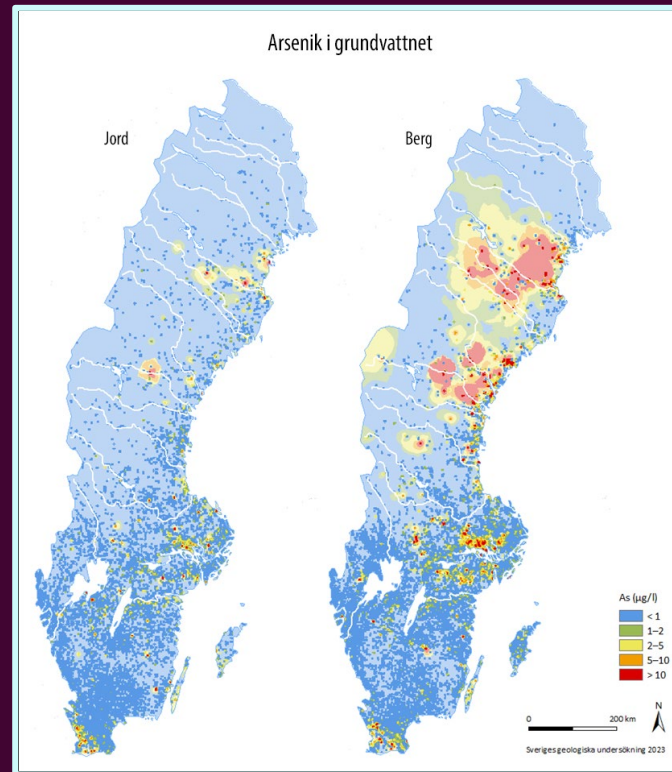 Arsenik i grundvattnet
Jord
Berg
As (µg/l)
< 1
1–2
2–5
5–10
> 10
N
0
200 km
Sveriges geologiska undersökning 2023